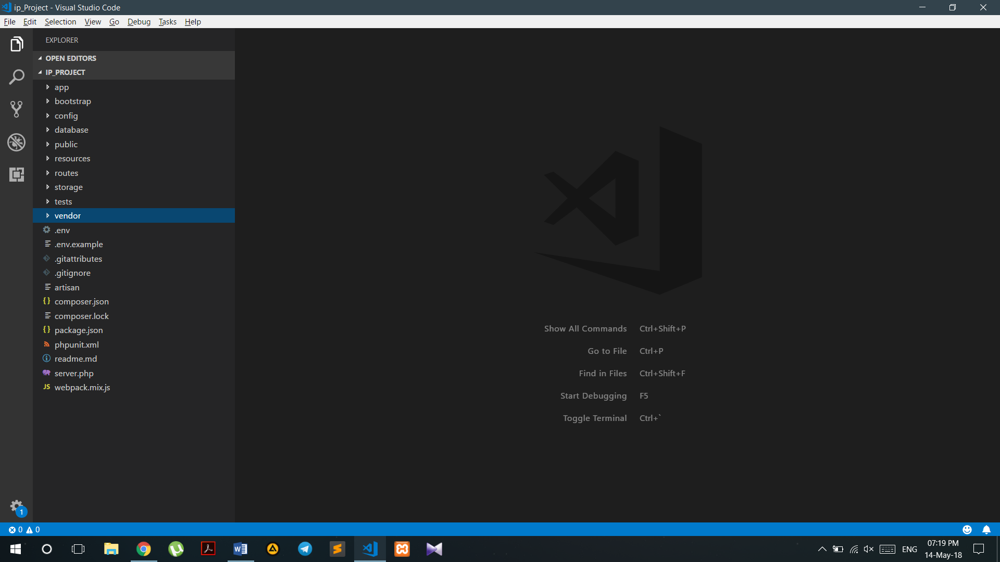 ip_Project - Visual Studio Code
File Edit Selection View Go Debug Tasks Help
EXPLORER
OPEN EDITORS
IP_PROJECT
app
bootstrap
config
database
public
resources
routes
storage
tests
vendor
.env
.env.example
.gitattributes
.gitignore
artisan
{} composer.json
composer.lock
{} package.json
phpunit.xml
readme.md
server.php
JS webpack.mix.js
Show All Commands Ctrl+Shift+P
Go to File Ctrl+P
Find in Files Ctrl+Shift+F
Start Debugging F5
Toggle Terminal Ctrl+`
1
0 0
ENG
07:19 PM
14-May-18